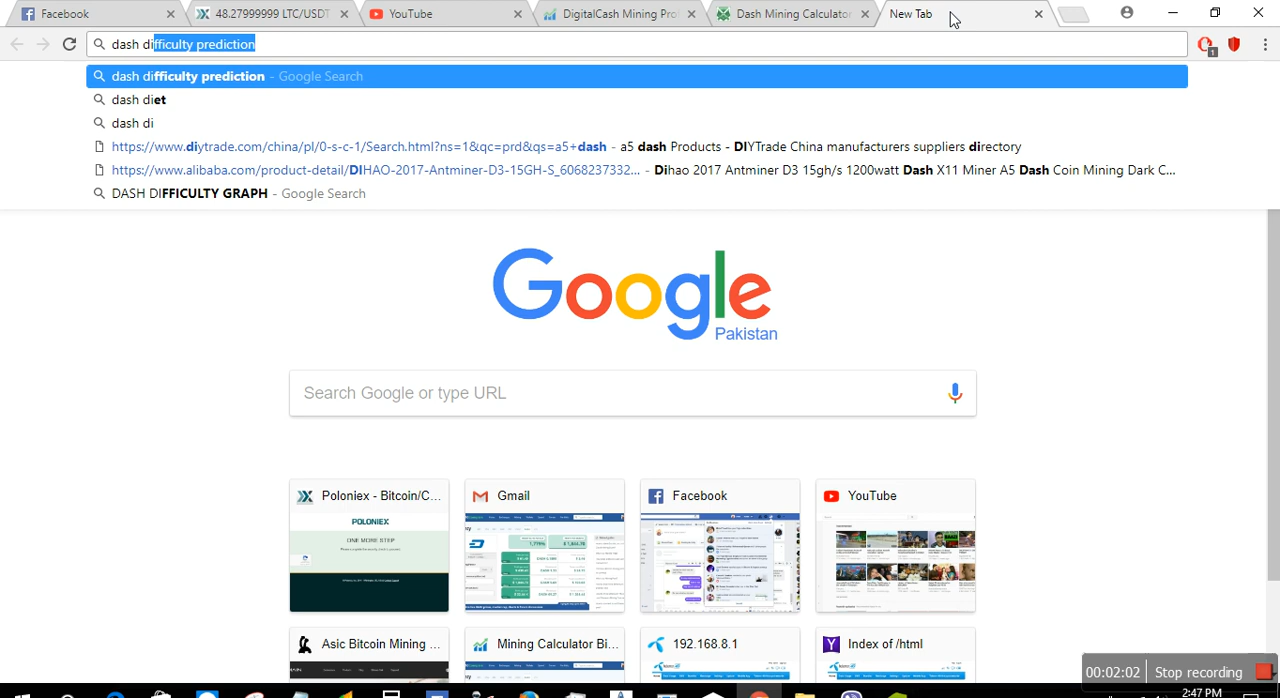 Facebook
48.27999999 LTC/USDT
YouTube
DigitalCash Mining Pro
Dash Mining Calculator
New Tab
dash difficulty prediction
1
dash difficulty prediction - Google Search
dash diet
dash di
https://www.diytrade.com/china/pl/0-s-c-1/Search.html?ns=1&qc=prd&qs=a5+dash - a5 dash Products - DIYTrade China manufacturers suppliers directory
https://www.alibaba.com/product-detail/DIHAO-2017-Antminer-D3-15GH-S_6068237332... - Dihao 2017 Antminer D3 15gh/s 1200watt Dash X11 Miner A5 Dash Coin Mining Dark C...
DASH DIFFICULTY GRAPH - Google Search
Google
Pakistan
Search Google or type URL
Poloniex - Bitcoin/C...
Gmail
Facebook
YouTube
POLONIEX
ONE MORE STEP
Asic Bitcoin Mining ...
Mining Calculator Bi...
192.168.8.1
Index of /html
00:02:02
Stop recording
2:47 PM